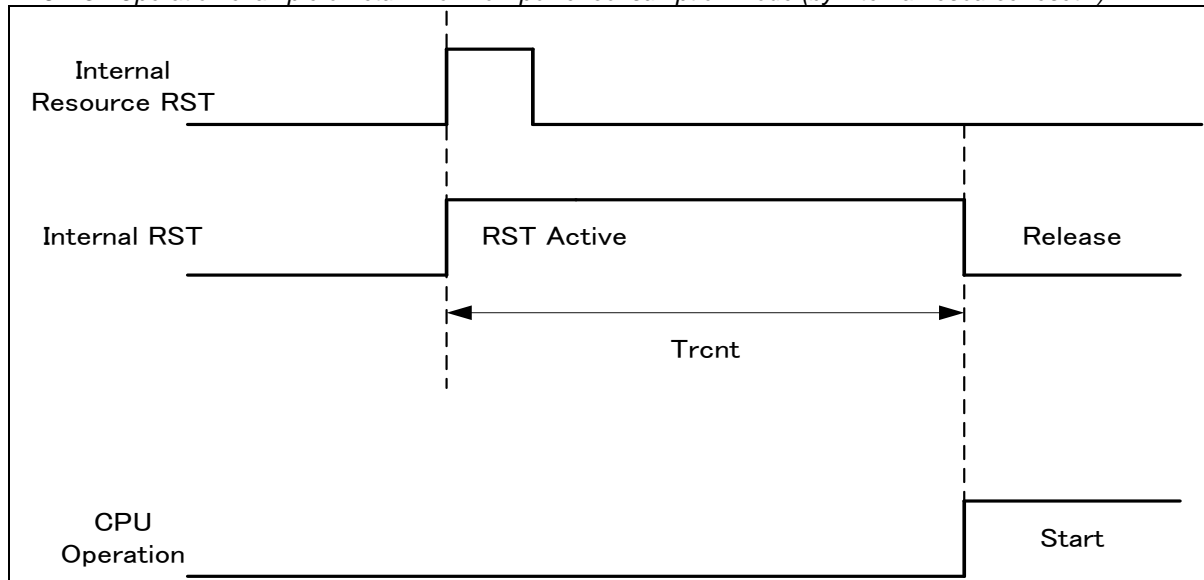 Internal
Resource RST
Internal RST
RST Active
Release
Trcnt
CPU
Operation
Start